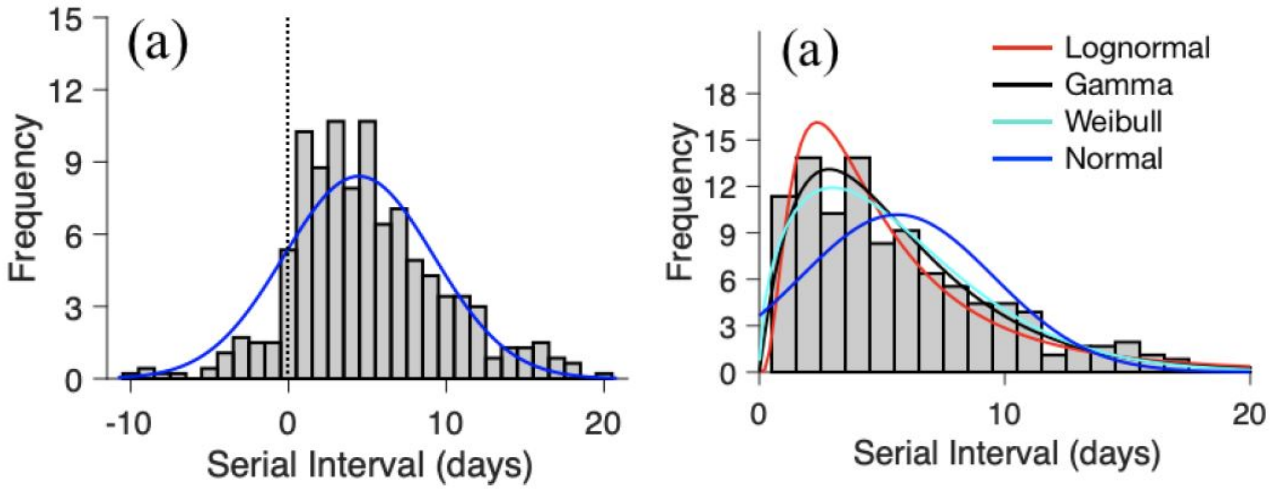 (a)
15
12
9
6
3
0
Frequency
-10 0 10 20
Serial Interval (days)
(a)
Lognormal
Gamma
Weibull
Normal
18
15
12
9
6
3
0
Frequency
0 10 20
Serial Interval (days)